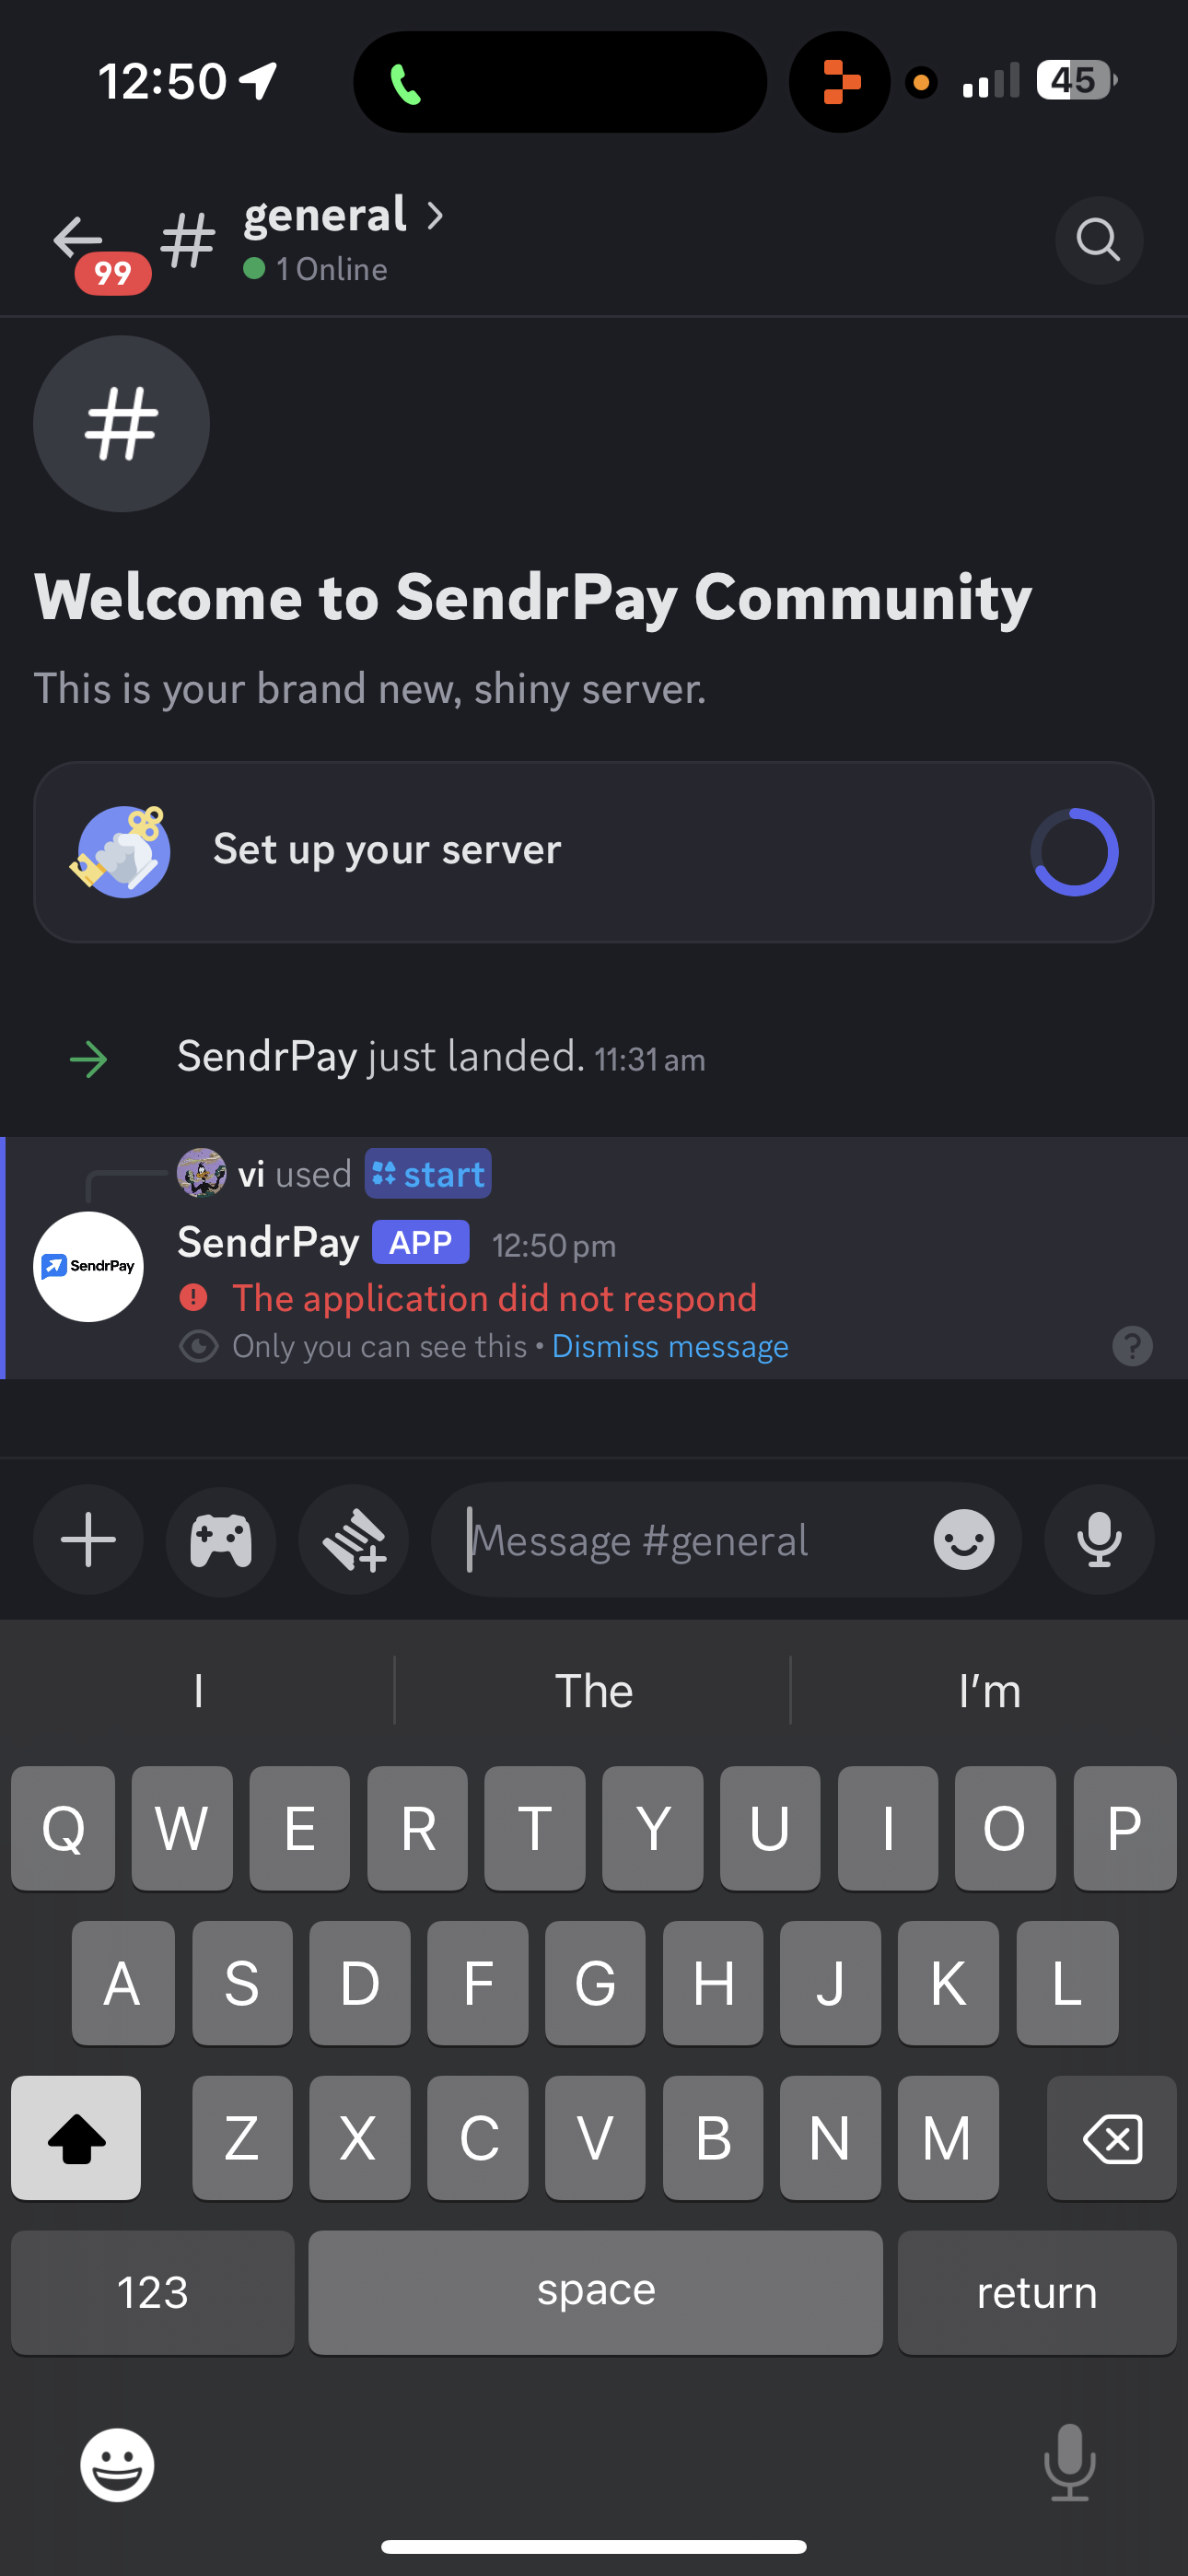 12:50
45
general
99
1 Online
Welcome to SendrPay Community
This is your brand new, shiny server.
Set up your server
SendrPay just landed. 11:31 am
vi used start
SendrPay APP 12:50 pm
SendrPay
The application did not respond
Only you can see this • Dismiss message
Message #general
I The I'm
Q W E R T Y U I O P
A S D F G H J K L
Z X C V B N M
123 space return